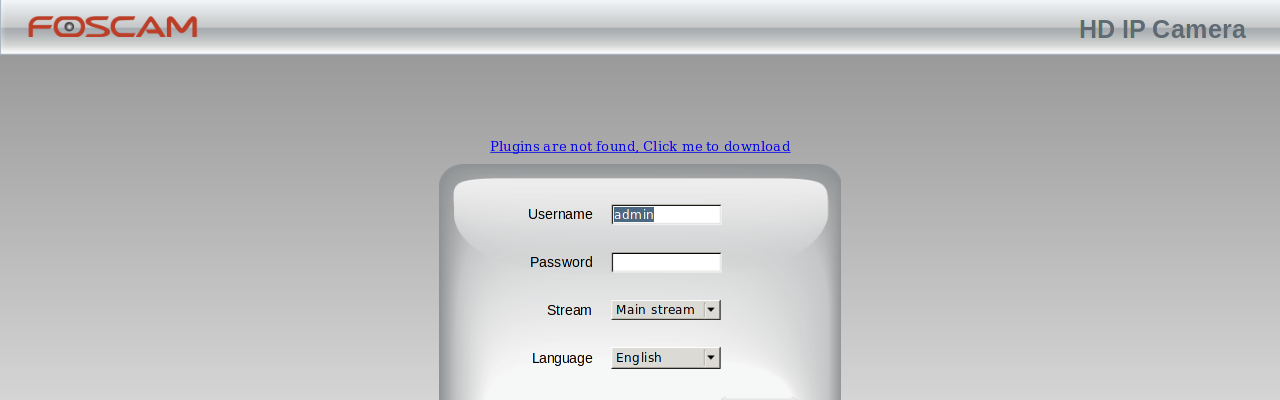 FOSCAM
HD IP Camera
Plugins are not found, Click me to download
Username admin
Password
Stream Main stream
Language English